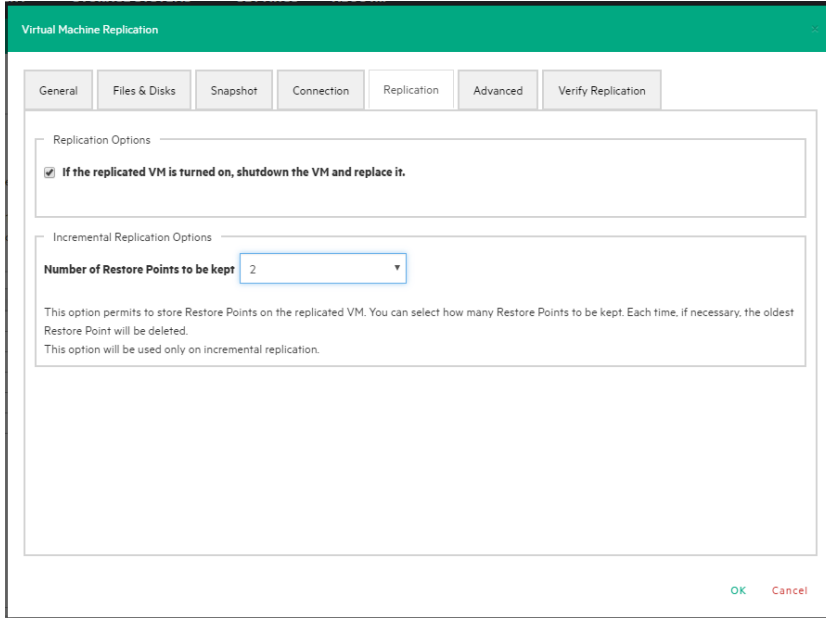 Virtual Machine Replication
General
Files & Disks
Snapshot
Connection
Replication
Advanced
Verify Replication
Replication Options
If the replicated VM is turned on, shutdown the VM and replace it.
Incremental Replication Options
Number of Restore Points to be kept 2
This option permits to store Restore Points on the replicated VM. You can select how many Restore Points to be kept. Each time, if necessary, the oldest
Restore Point will be deleted.
This option will be used only on incremental replication.
OK Cancel